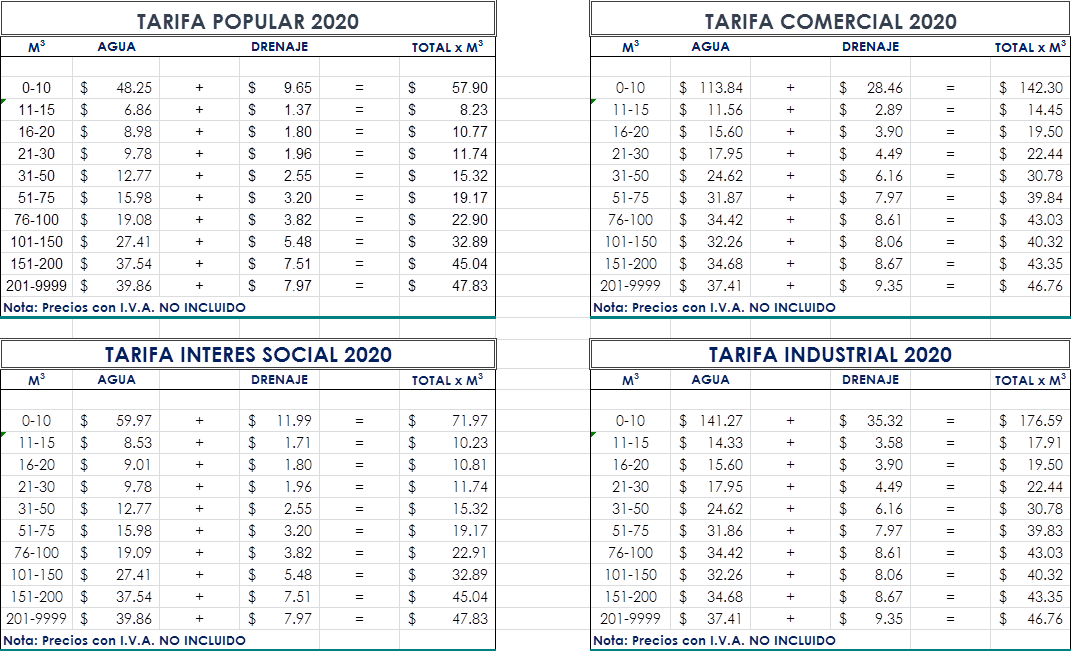 TARIFA POPULAR 2020
M³ AGUA DRENAJE TOTAL x M³
0-10 $ 48.25 + $ 9.65 = $ 57.90
11-15 $ 6.86 + $ 1.37 = $ 8.23
16-20 $ 8.98 + $ 1.80 = $ 10.77
21-30 $ 9.78 + $ 1.96 = $ 11.74
31-50 $ 12.77 + $ 2.55 = $ 15.32
51-75 $ 15.98 + $ 3.20 = $ 19.17
76-100 $ 19.08 + $ 3.82 = $ 22.90
101-150 $ 27.41 + $ 5.48 = $ 32.89
151-200 $ 37.54 + $ 7.51 = $ 45.04
201-9999 $ 39.86 + $ 7.97 = $ 47.83
Nota: Precios con I.V.A. NO INCLUIDO
TARIFA COMERCIAL 2020
M³ AGUA DRENAJE TOTAL x M³
0-10 $ 113.84 + $ 28.46 = $ 142.30
11-15 $ 11.56 + $ 2.89 = $ 14.45
16-20 $ 15.60 + $ 3.90 = $ 19.50
21-30 $ 17.95 + $ 4.49 = $ 22.44
31-50 $ 24.62 + $ 6.16 = $ 30.78
51-75 $ 31.87 + $ 7.97 = $ 39.84
76-100 $ 34.42 + $ 8.61 = $ 43.03
101-150 $ 32.26 + $ 8.06 = $ 40.32
151-200 $ 34.68 + $ 8.67 = $ 43.35
201-9999 $ 37.41 + $ 9.35 = $ 46.76
Nota: Precios con I.V.A. NO INCLUIDO
TARIFA INTERES SOCIAL 2020
M³ AGUA DRENAJE TOTAL x M³
0-10 $ 59.97 + $ 11.99 = $ 71.97
11-15 $ 8.53 + $ 1.71 = $ 10.23
16-20 $ 9.01 + $ 1.80 = $ 10.81
21-30 $ 9.78 + $ 1.96 = $ 11.74
31-50 $ 12.77 + $ 2.55 = $ 15.32
51-75 $ 15.98 + $ 3.20 = $ 19.17
76-100 $ 19.09 + $ 3.82 = $ 22.91
101-150 $ 27.41 + $ 5.48 = $ 32.89
151-200 $ 37.54 + $ 7.51 = $ 45.04
201-9999 $ 39.86 + $ 7.97 = $ 47.83
Nota: Precios con I.V.A. NO INCLUIDO
TARIFA INDUSTRIAL 2020
M³ AGUA DRENAJE TOTAL x M³
0-10 $ 141.27 + $ 35.32 = $ 176.59
11-15 $ 14.33 + $ 3.58 = $ 17.91
16-20 $ 15.60 + $ 3.90 = $ 19.50
21-30 $ 17.95 + $ 4.49 = $ 22.44
31-50 $ 24.62 + $ 6.16 = $ 30.78
51-75 $ 31.86 + $ 7.97 = $ 39.83
76-100 $ 34.42 + $ 8.61 = $ 43.03
101-150 $ 32.26 + $ 8.06 = $ 40.32
151-200 $ 34.68 + $ 8.67 = $ 43.35
201-9999 $ 37.41 + $ 9.35 = $ 46.76
Nota: Precios con I.V.A. NO INCLUIDO